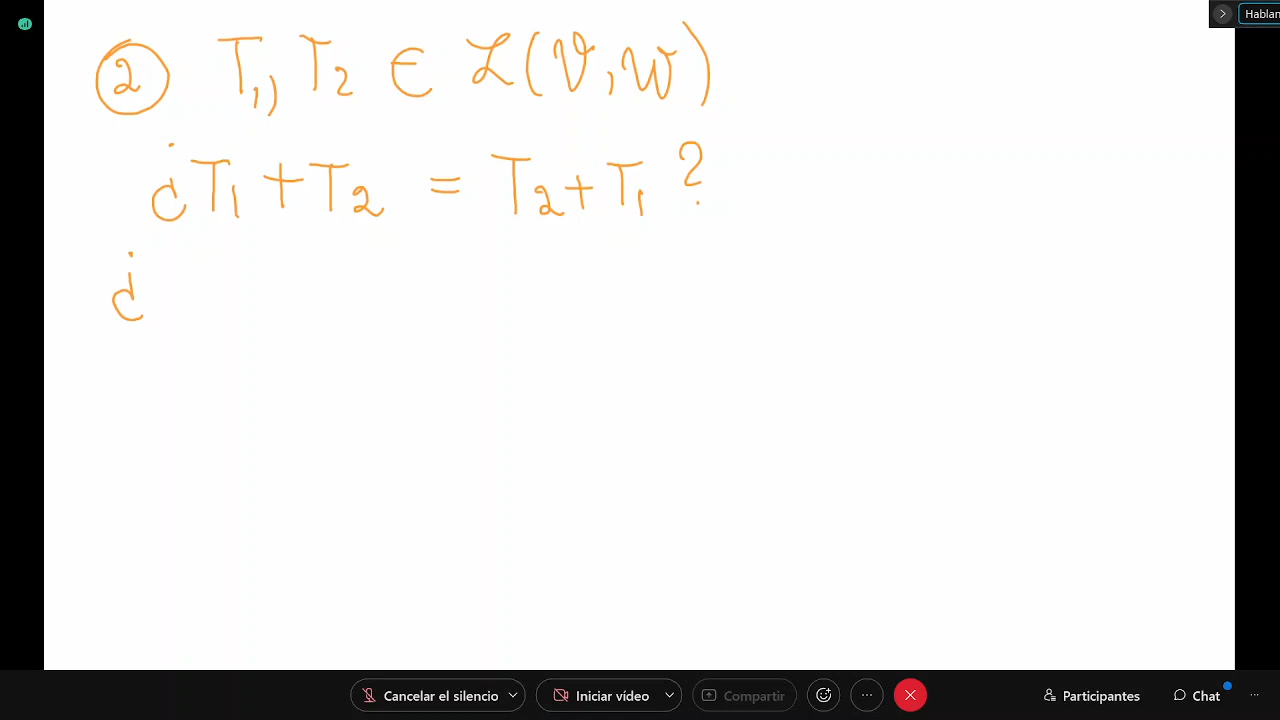 Hablan
② T₁, T₂ ∈ ℒ(V, W)
¿T₁ + T₂ = T₂ + T₁?
¿
Cancelar el silencio Iniciar vídeo Compartir Participantes Chat